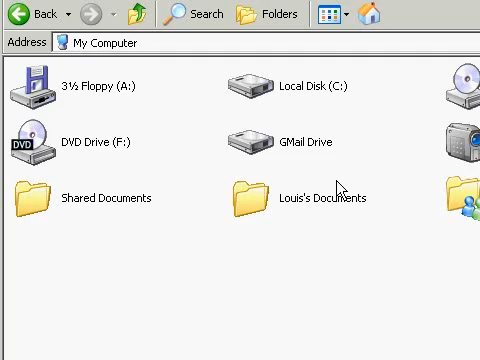 Back Search Folders
Address My Computer
3½ Floppy (A:) Local Disk (C:)
DVD DVD Drive (F:) GMail Drive
Shared Documents Louis's Documents